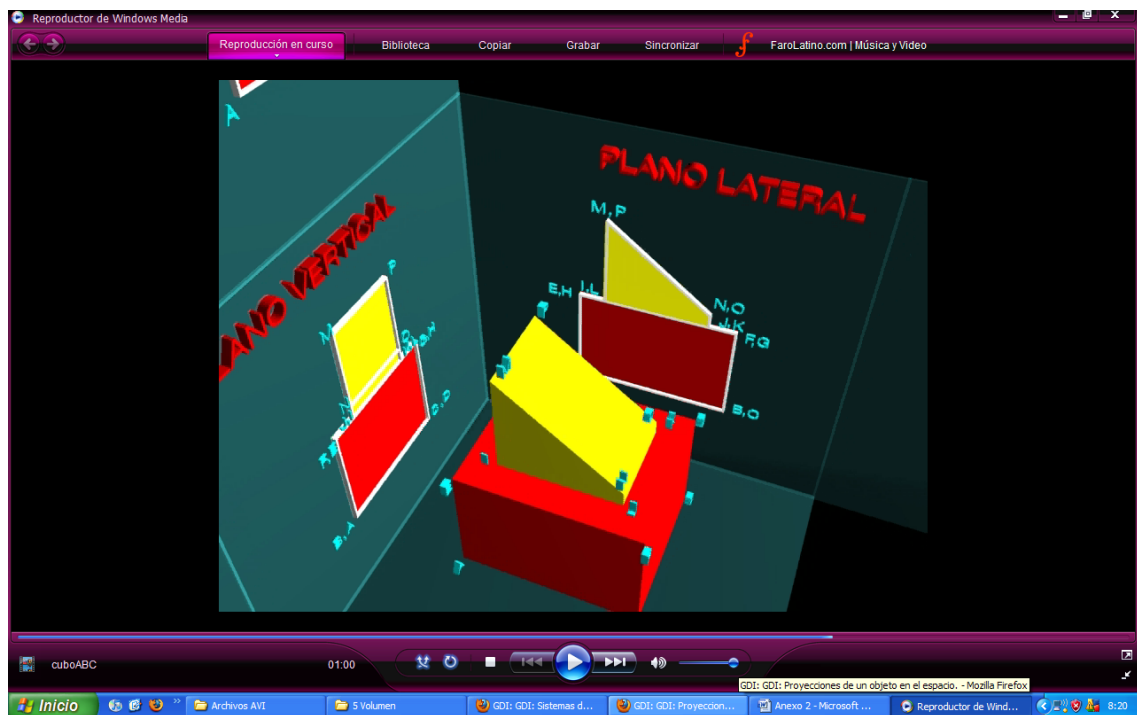 Reproductor de Windows Media
Reproducción en curso
Biblioteca
Copiar
Grabar
Sincronizar
FaroLatino.com | Música y Video
A
PLANO LATERAL
M,P
E,H I,L
N,O
J,K
F,G
B,C
LANO VERTICAL
P
M
N
cuboABC
01:00
GDI: GDI: Proyecciones de un objeto en el espacio. - Mozilla Firefox
Inicio
Archivos AVI
5 Volumen
GDI: GDI: Sistemas d...
GDI: GDI: Proyeccion...
Anexo 2 - Microsoft ...
Reproductor de Wind...
8:20